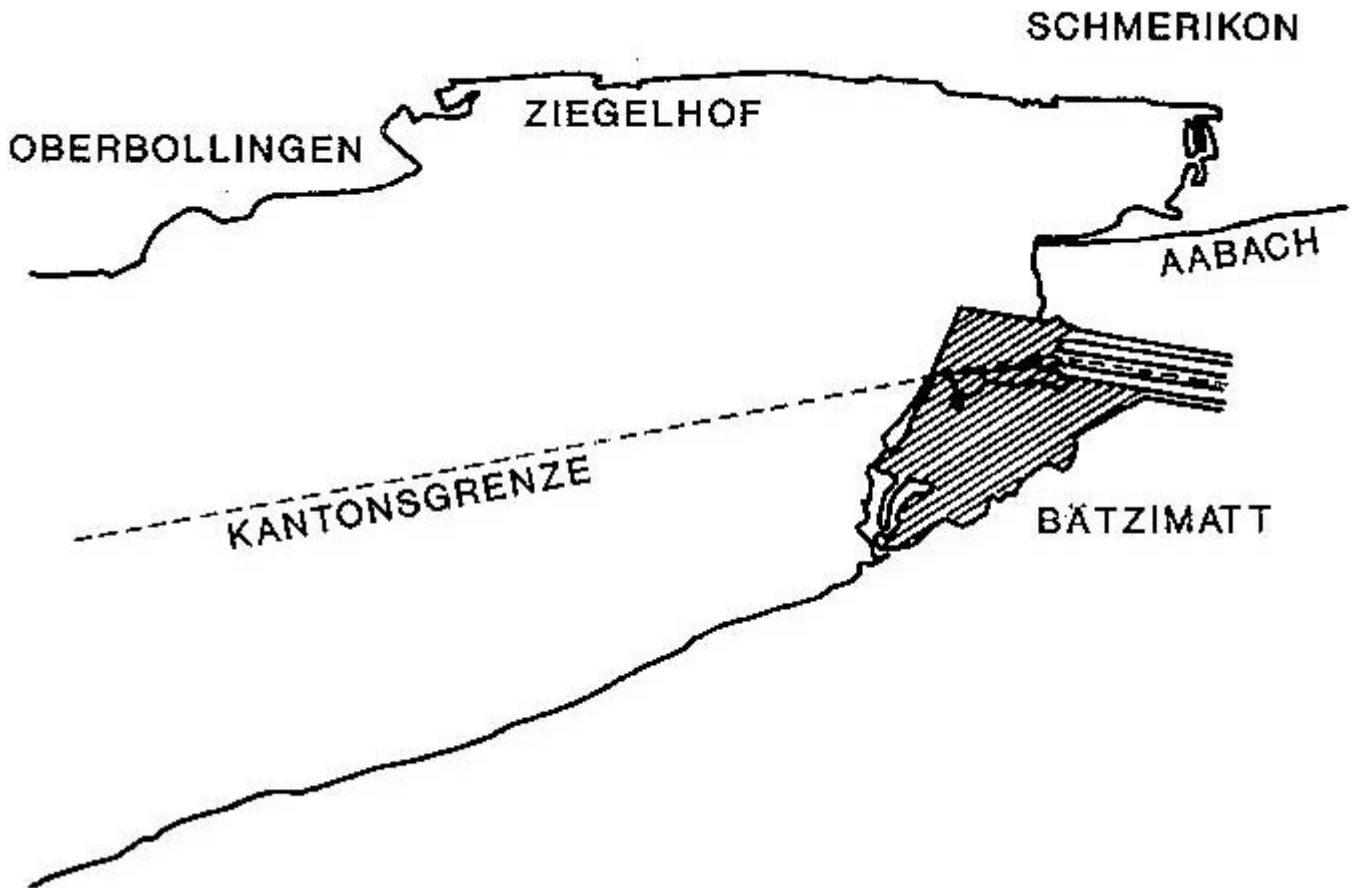 SCHMERIKON
ZIEGELHOF
OBERBOLLINGEN
AABACH
KANTONSGRENZE
BÄTZIMATT